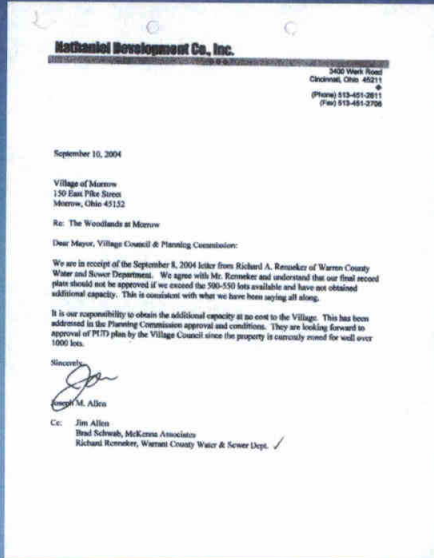 Nathaniel Development Co., Inc.
3400 Werk Road
Cincinnati, Ohio 45211
(Phone) 513-451-2611
(Fax) 513-451-2706
September 10, 2004
Village of Morrow
150 East Pike Street
Morrow, Ohio 45152
Re: The Woodlands at Morrow
Dear Mayor, Village Council & Planning Commission:
We are in receipt of the September 8, 2004 letter from Richard A. Renneker of Warren County
Water and Sewer Department. We agree with Mr. Renneker and understand that our final record
plats should not be approved if we exceed the 500-550 lots available and have not obtained
additional capacity. This is consistent with what we have been saying all along.
It is our responsibility to obtain the additional capacity at no cost to the Village. This has been
addressed in the Planning Commission approval and conditions. They are looking forward to
approval of PUD plan by the Village Council since the property is currently zoned for well over
1000 lots.
Sincerely,
Joseph M. Allen
Cc: Jim Allen
Brad Schwab, McKenna Associates
Richard Renneker, Warrant County Water & Sewer Dept.